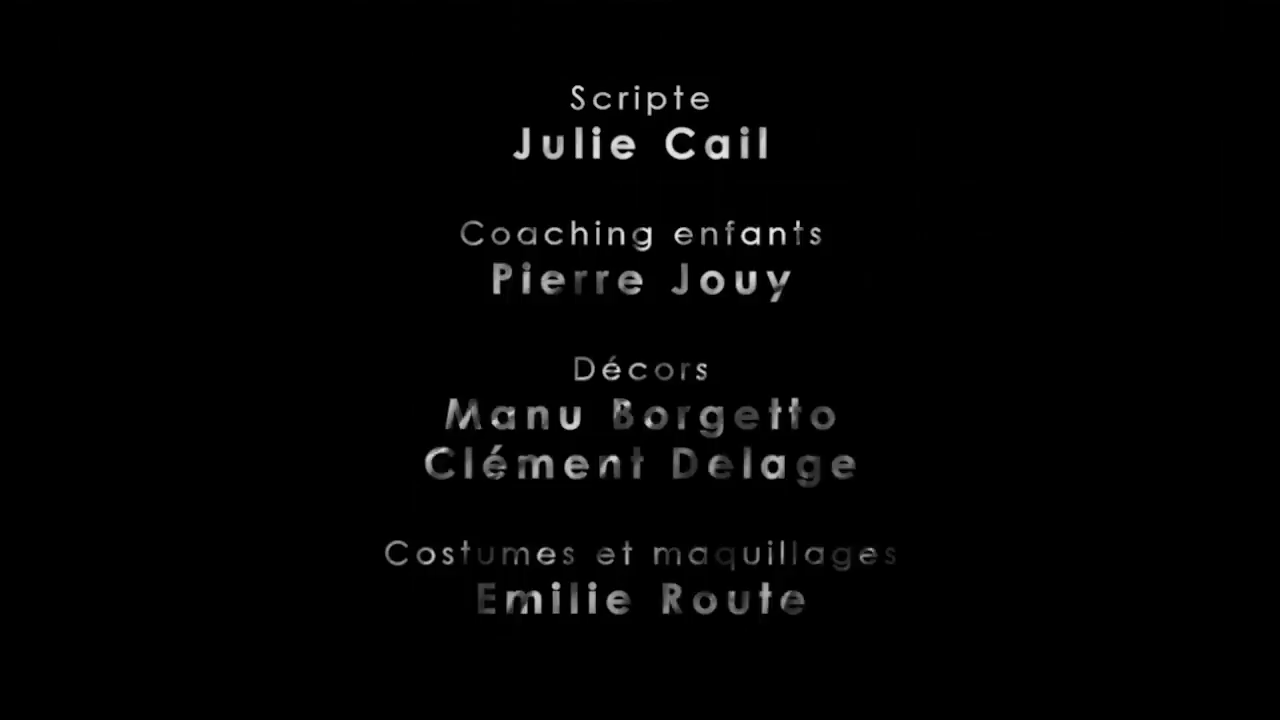 Scripte
Julie Cail
Coaching enfants
Pierre Jouy
Décors
Manu Borgetto
Clément Delage
Costumes et maquillages
Emilie Route